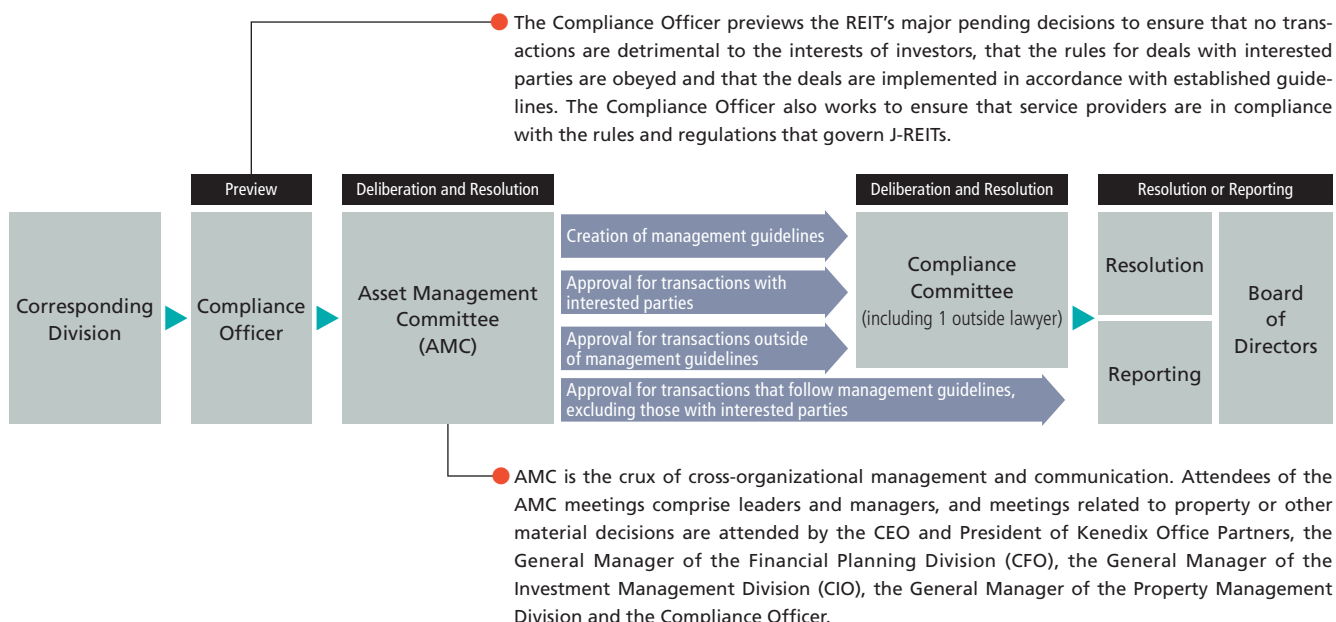 The Compliance Officer previews the REIT's major pending decisions to ensure that no trans-
actions are detrimental to the interests of investors, that the rules for deals with interested
parties are obeyed and that the deals are implemented in accordance with established guide-
lines. The Compliance Officer also works to ensure that service providers are in compliance
with the rules and regulations that govern J-REITs.
Preview
Deliberation and Resolution
Deliberation and Resolution
Resolution or Reporting
Corresponding
Division
Compliance
Officer
Asset Management
Committee
(AMC)
Creation of management guidelines
Approval for transactions with
interested parties
Approval for transactions outside
of management guidelines
Approval for transactions that follow management guidelines,
excluding those with interested parties
Compliance
Committee
(including 1 outside lawyer)
Resolution
Reporting
Board
of
Directors
AMC is the crux of cross-organizational management and communication. Attendees of the
AMC meetings comprise leaders and managers, and meetings related to property or other
material decisions are attended by the CEO and President of Kenedix Office Partners, the
General Manager of the Financial Planning Division (CFO), the General Manager of the
Investment Management Division (CIO), the General Manager of the Property Management
Division and the Compliance Officer.